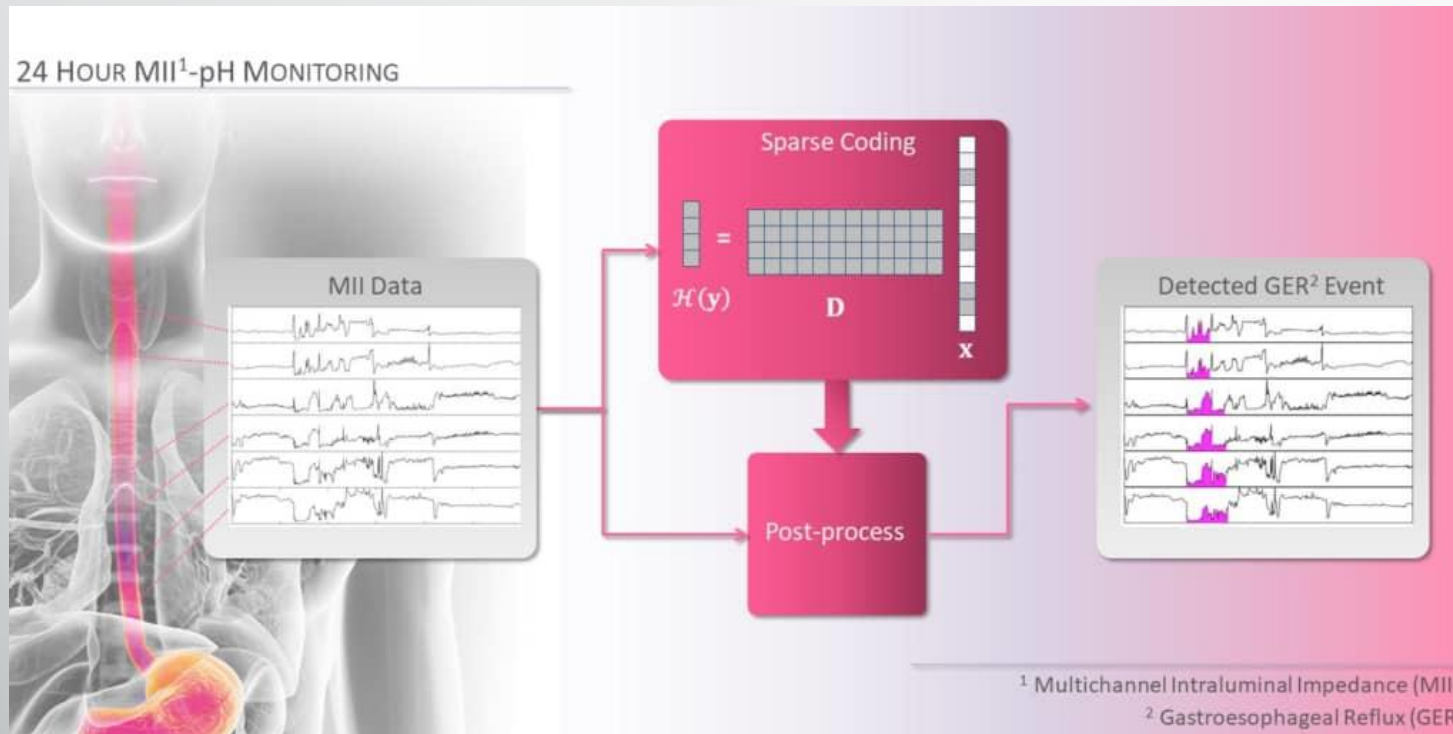 24 HOUR MII¹-pH MONITORING
Sparse Coding
=
ℋ(y)
D
x
MII Data
Detected GER² Event
Post-process
¹ Multichannel Intraluminal Impedance (MII
² Gastroesophageal Reflux (GER